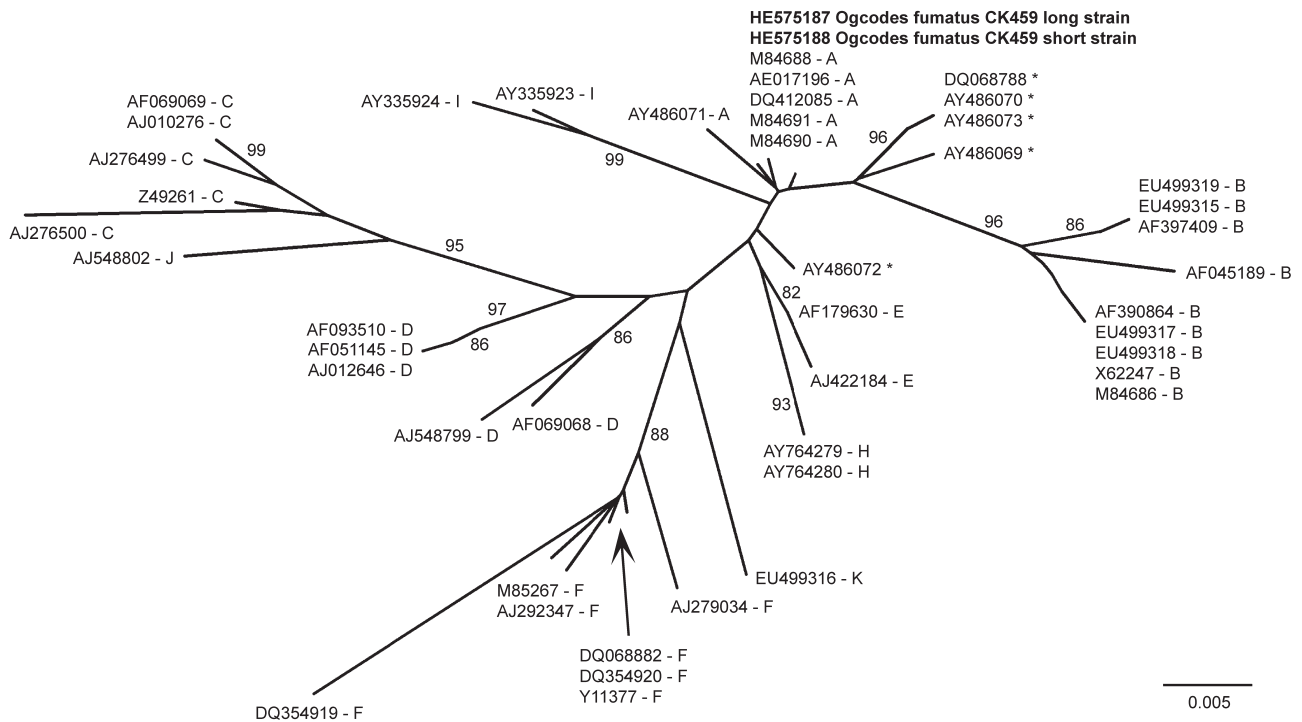 HE575187 Ogcodes fumatus CK459 long strain
HE575188 Ogcodes fumatus CK459 short strain
M84688 - A
AE017196 - A
DQ412085 - A
M84691 - A
M84690 - A
AY486071 - A
DQ068788 *
AY486070 *
AY486073 *
AY486069 *
96
AY335924 - I
AY335923 - I
99
AF069069 - C
AJ010276 - C
99
AJ276499 - C
Z49261 - C
AJ276500 - C
AJ548802 - J
95
EU499319 - B
EU499315 - B
AF397409 - B
96
86
AF045189 - B
AF390864 - B
EU499317 - B
EU499318 - B
X62247 - B
M84686 - B
AY486072 *
82
AF179630 - E
AJ422184 - E
93
AY764279 - H
AY764280 - H
97
AF093510 - D
AF051145 - D
AJ012646 - D
86
86
AF069068 - D
AJ548799 - D
88
EU499316 - K
AJ279034 - F
M85267 - F
AJ292347 - F
DQ068882 - F
DQ354920 - F
Y11377 - F
DQ354919 - F
0.005